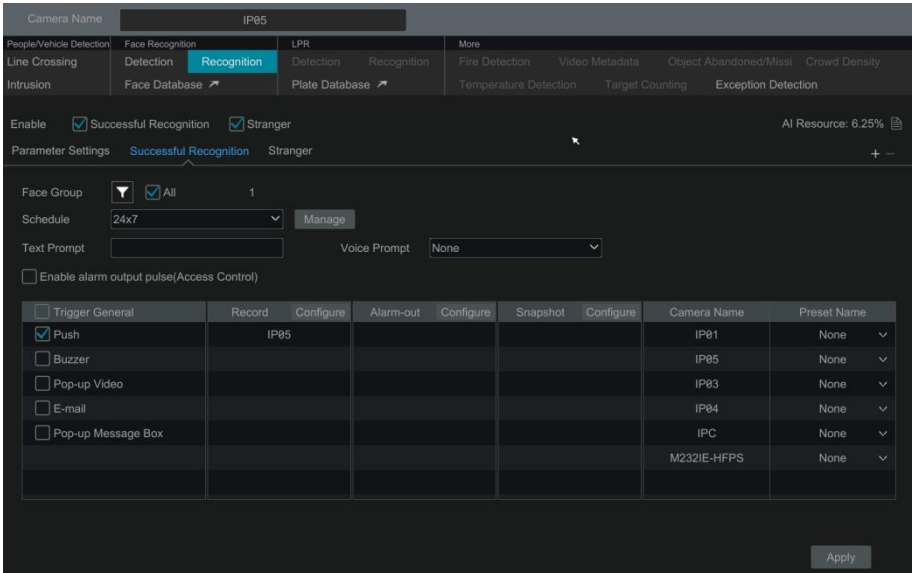 Camera Name IP05
People/Vehicle Detection Face Recognition LPR More
Line Crossing Detection Recognition Detection Recognition Fire Detection Video Metadata Object Abandoned/Missi Crowd Density
Intrusion Face Database Plate Database Temperature Detection Target Counting Exception Detection
Enable Successful Recognition Stranger AI Resource: 6.25%
Parameter Settings Successful Recognition Stranger + −
Face Group All 1
Schedule 24x7 Manage
Text Prompt Voice Prompt None
Enable alarm output pulse(Access Control)
Trigger General Record Configure Alarm-out Configure Snapshot Configure Camera Name Preset Name
Push IP05 IP01 None
Buzzer IP05 None
Pop-up Video IP03 None
E-mail IP04 None
Pop-up Message Box IPC None
M232IE-HFPS None
Apply